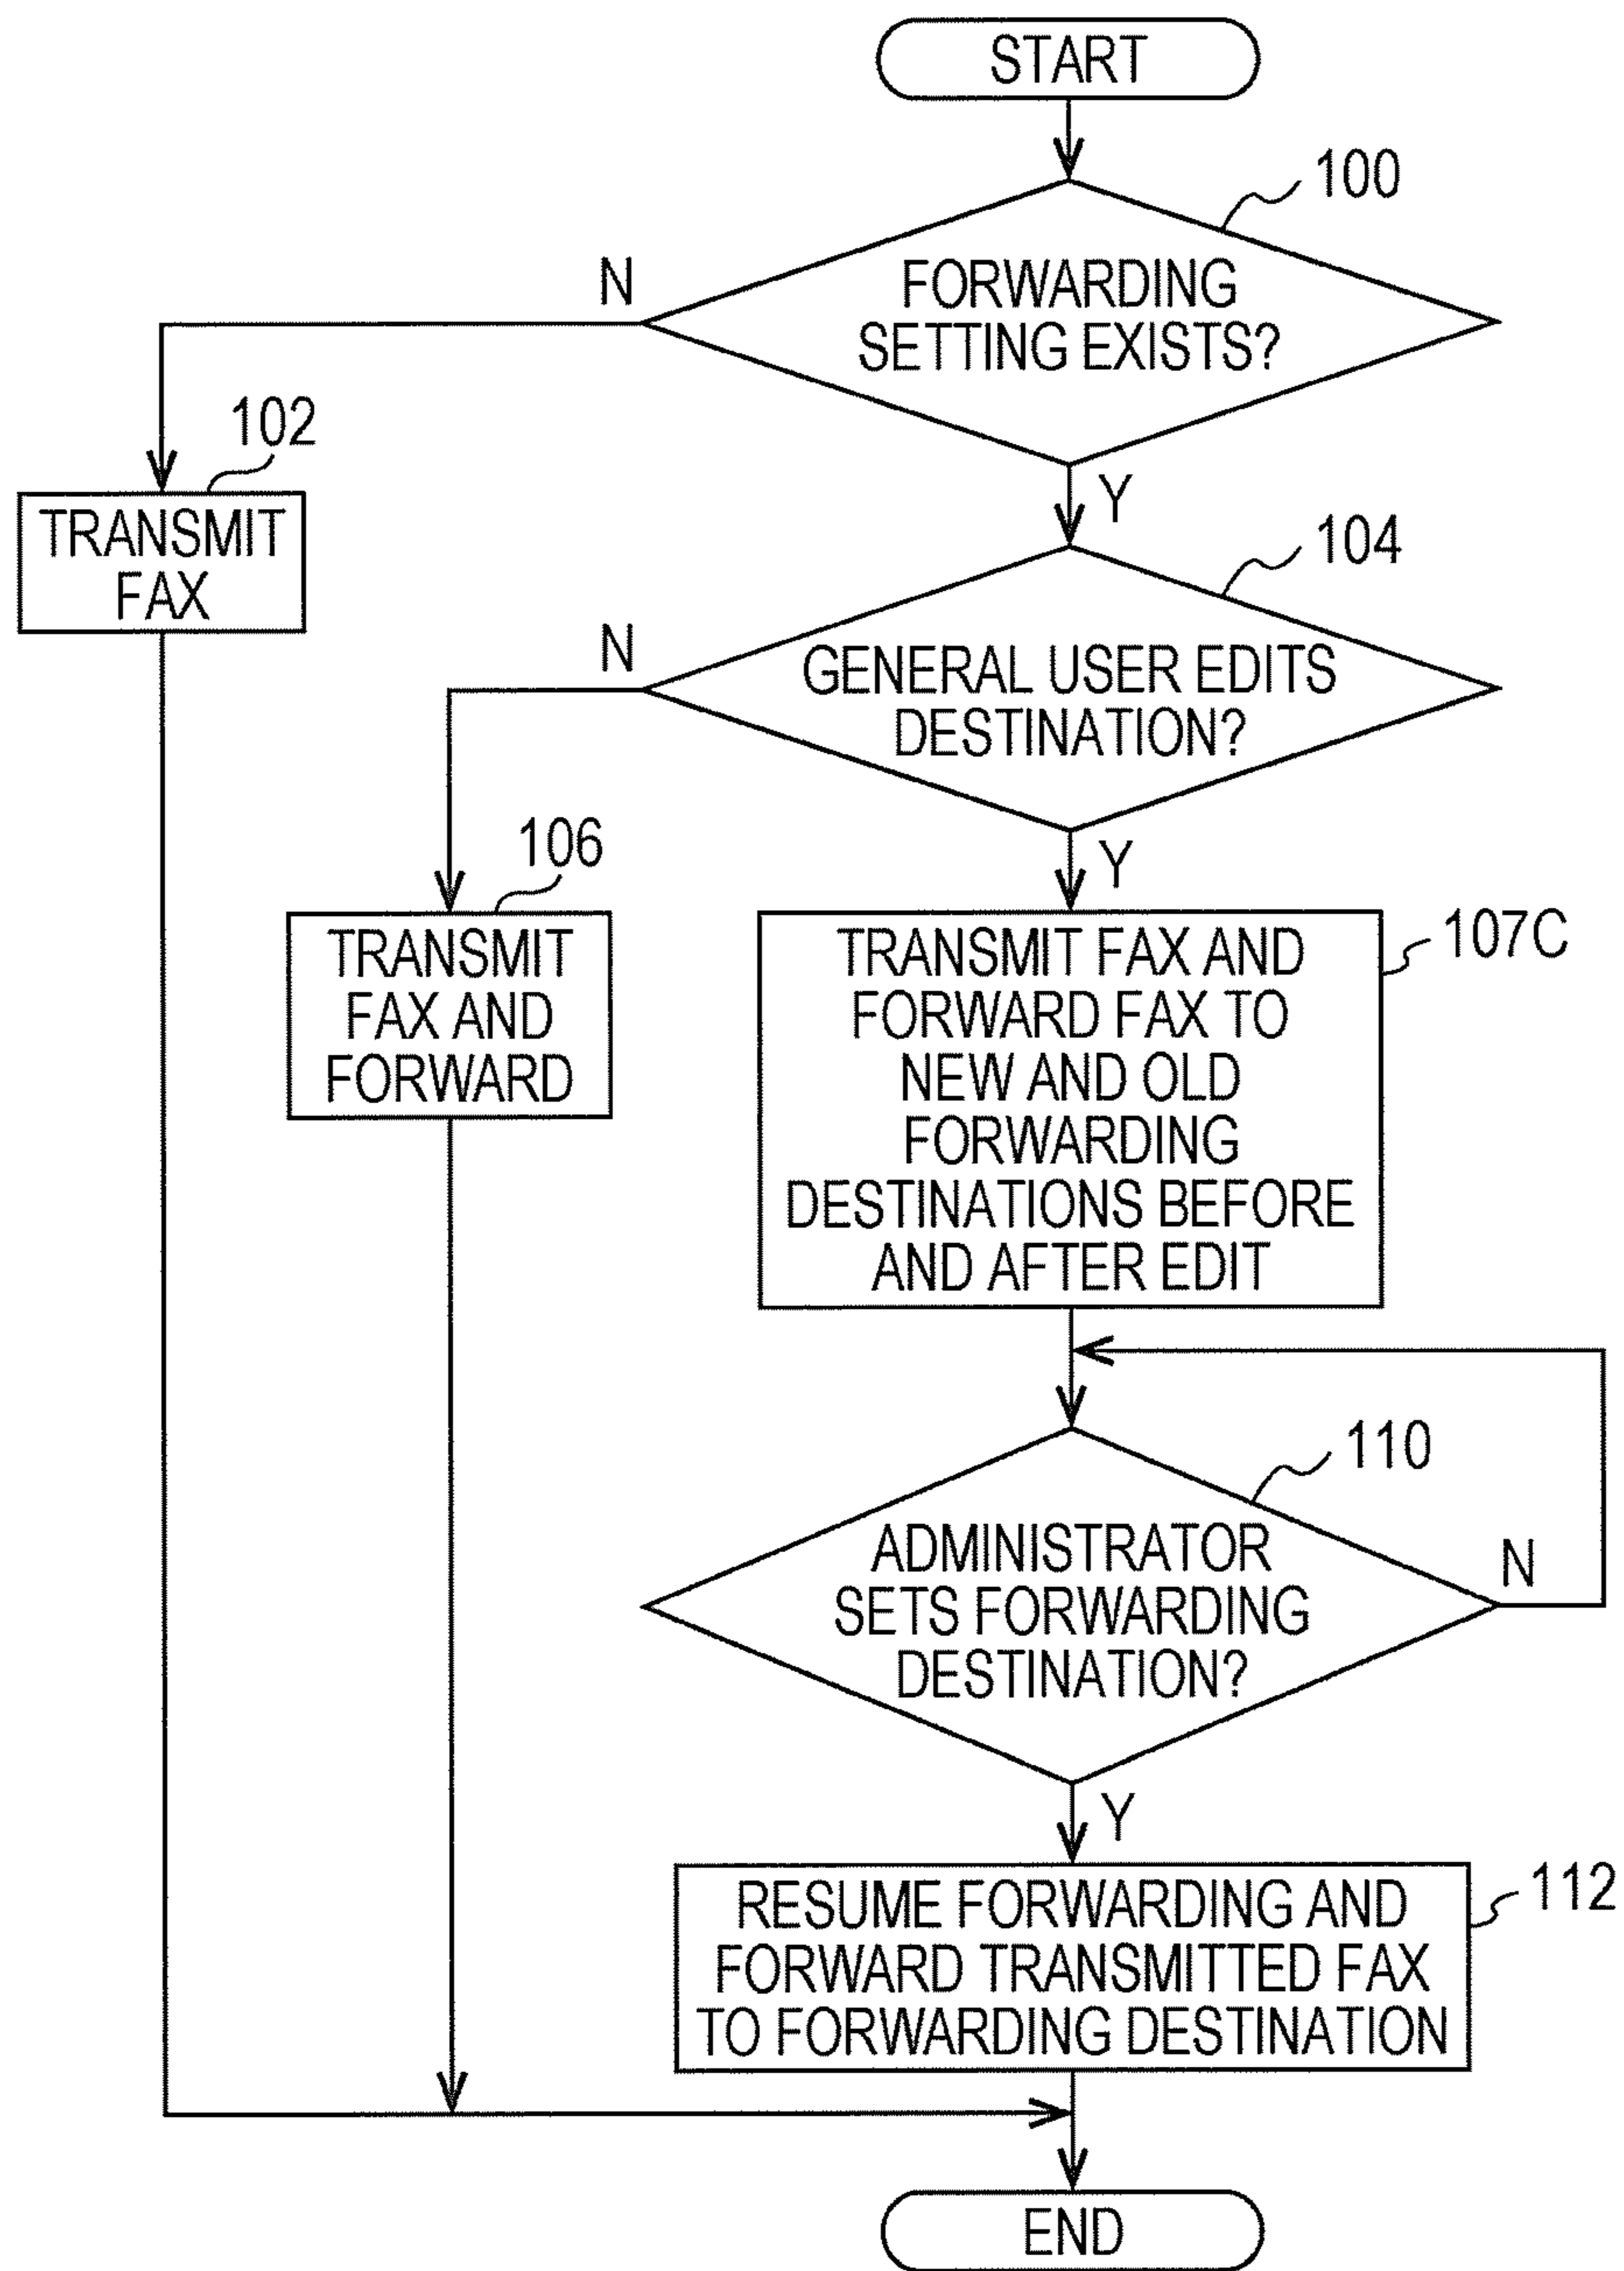 START
100
FORWARDING
SETTING EXISTS?
N
Y
102
TRANSMIT
FAX
104
GENERAL USER EDITS
DESTINATION?
N
Y
106
TRANSMIT
FAX AND
FORWARD
107C
TRANSMIT FAX AND
FORWARD FAX TO
NEW AND OLD
FORWARDING
DESTINATIONS BEFORE
AND AFTER EDIT
110
ADMINISTRATOR
SETS FORWARDING
DESTINATION?
N
Y
112
RESUME FORWARDING AND
FORWARD TRANSMITTED FAX
TO FORWARDING DESTINATION
END